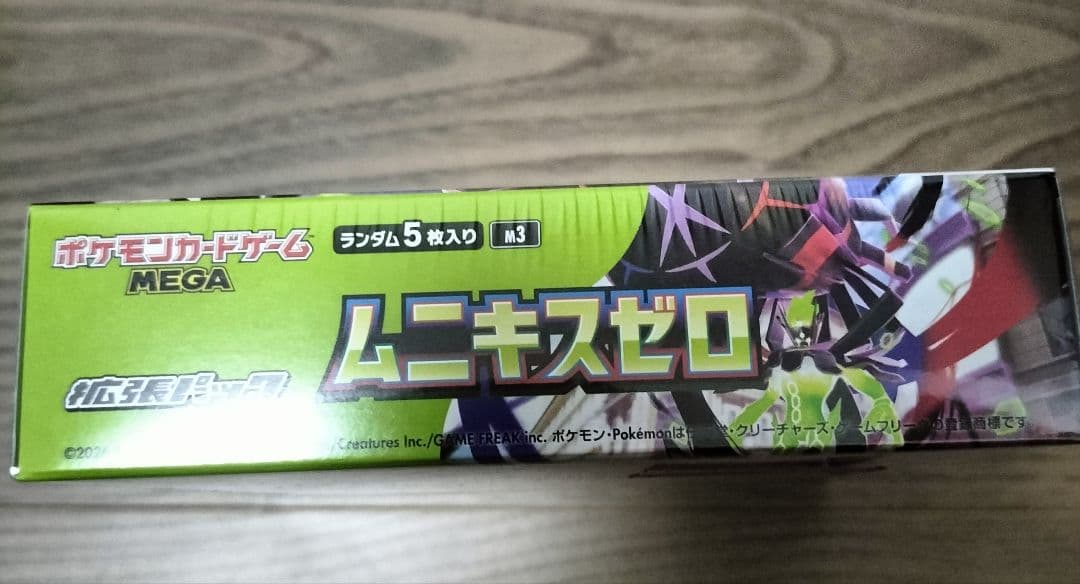 ポケモンカードゲーム
MEGA
ランダム5枚入り M3
ムニキスゼロ
拡張パック
/Creatures Inc./GAME FREAK inc. ポケモン・Pokémonは ・クリーチャーズ・ゲームフリークの登録商標です